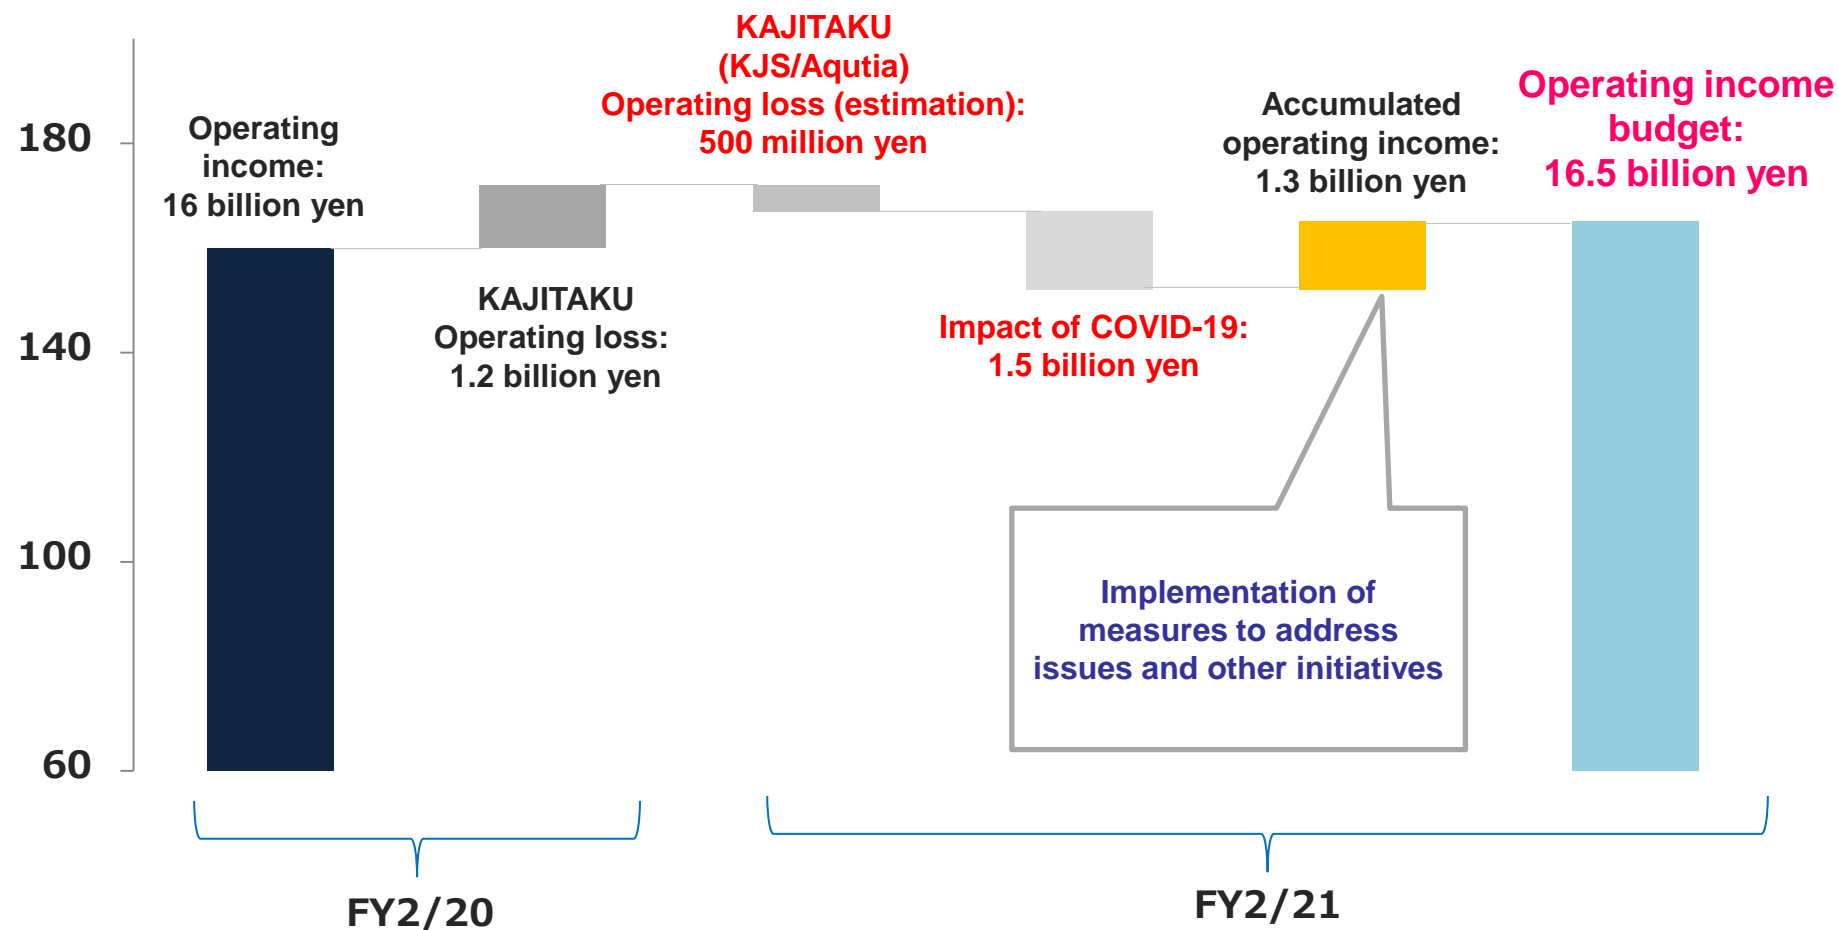 KAJITAKU
(KJS/Aqutia)
Operating loss (estimation):
500 million yen
Operating
income:
16 billion yen
KAJITAKU
Operating loss:
1.2 billion yen
Impact of COVID-19:
1.5 billion yen
Accumulated
operating income:
1.3 billion yen
Operating income
budget:
16.5 billion yen
180
140
100
60
Implementation of
measures to address
issues and other initiatives
FY2/20
FY2/21